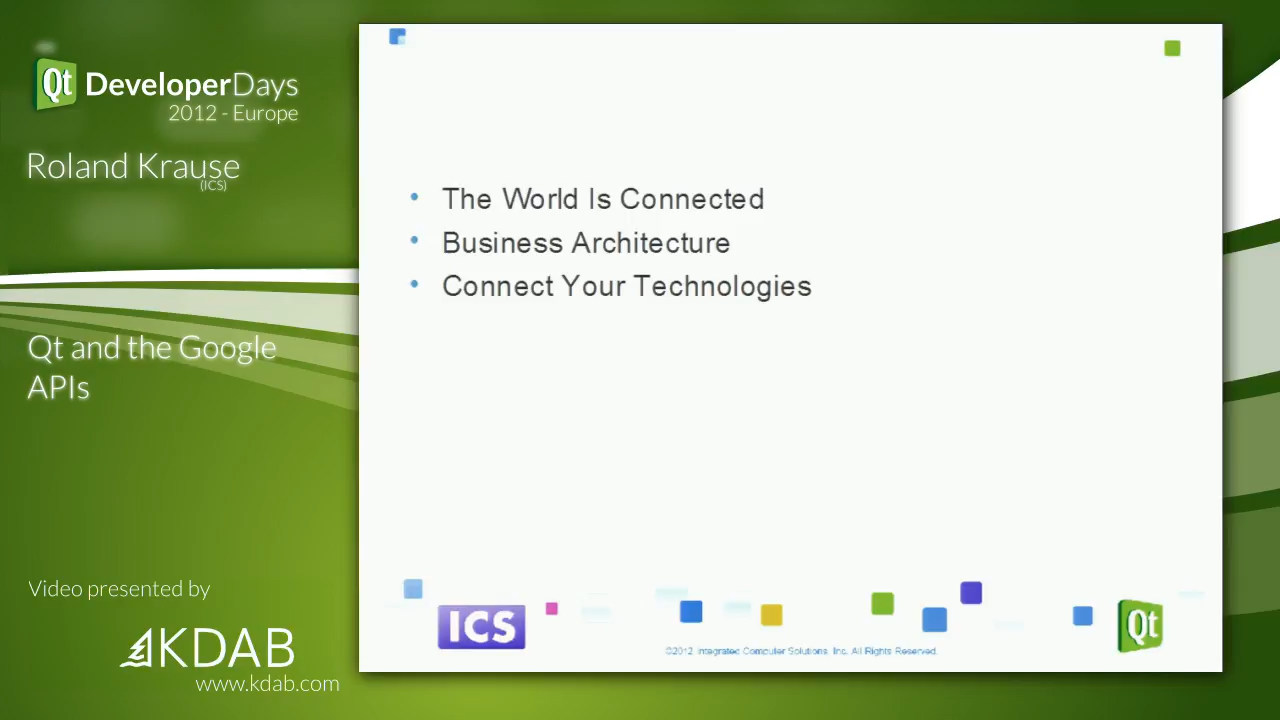 Qt DeveloperDays
2012 - Europe
Roland Krause
(ICS)
Qt and the Google
APIs
Video presented by
KDAB
www.kdab.com
• The World Is Connected
• Business Architecture
• Connect Your Technologies
ICS
©2012 Integrated Computer Solutions, Inc. All Rights Reserved.
Qt